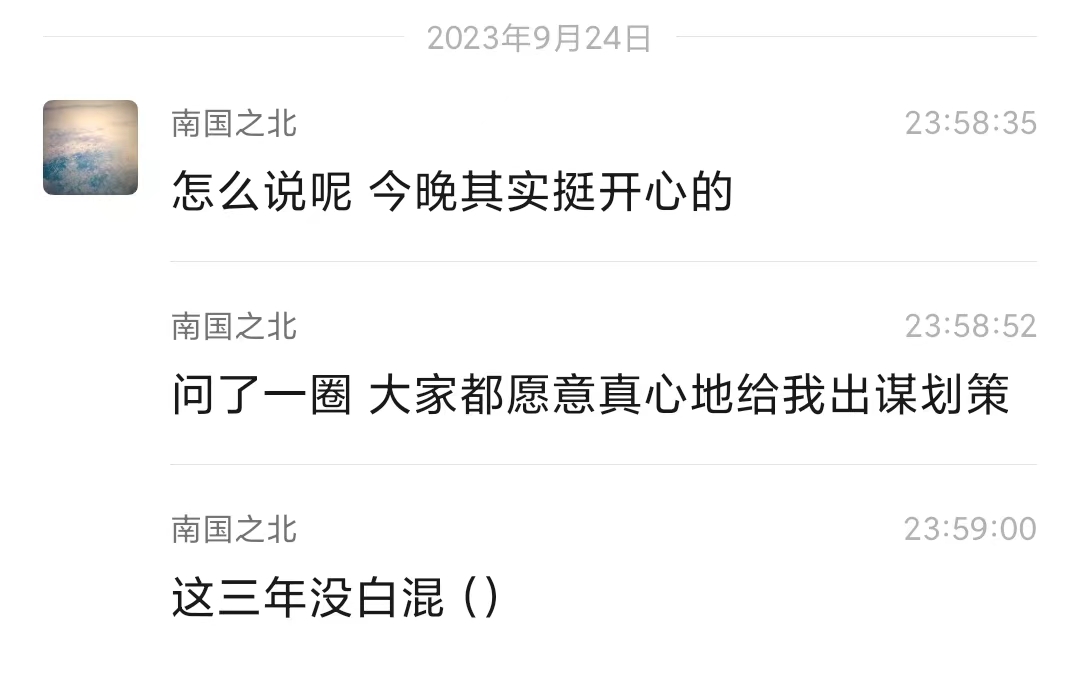 2023年9月24日
南国之北 23:58:35
怎么说呢 今晚其实挺开心的
南国之北 23:58:52
问了一圈 大家都愿意真心地给我出谋划策
南国之北 23:59:00
这三年没白混（）